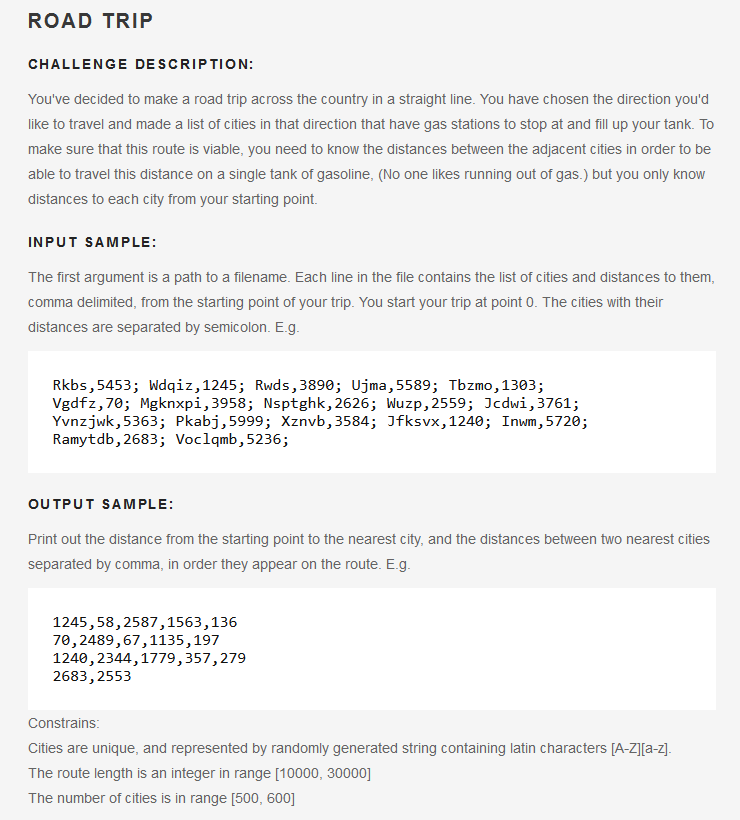 ROAD TRIP
CHALLENGE DESCRIPTION:
You've decided to make a road trip across the country in a straight line. You have chosen the direction you'd
like to travel and made a list of cities in that direction that have gas stations to stop at and fill up your tank. To
make sure that this route is viable, you need to know the distances between the adjacent cities in order to be
able to travel this distance on a single tank of gasoline, (No one likes running out of gas.) but you only know
distances to each city from your starting point.
INPUT SAMPLE:
The first argument is a path to a filename. Each line in the file contains the list of cities and distances to them,
comma delimited, from the starting point of your trip. You start your trip at point 0. The cities with their
distances are separated by semicolon. E.g.
Rkbs,5453; Wdqiz,1245; Rwds,3890; Ujma,5589; Tbzmo,1303;
Vgdfz,70; Mgknxpi,3958; Nsptghk,2626; Wuzp,2559; Jcdwi,3761;
Yvnzjwk,5363; Pkabj,5999; Xznvb,3584; Jfksvx,1240; Inwm,5720;
Ramytdb,2683; Voclqmb,5236;
OUTPUT SAMPLE:
Print out the distance from the starting point to the nearest city, and the distances between two nearest cities
separated by comma, in order they appear on the route. E.g.
1245,58,2587,1563,136
70,2489,67,1135,197
1240,2344,1779,357,279
2683,2553
Constrains:
Cities are unique, and represented by randomly generated string containing latin characters [A-Z][a-z].
The route length is an integer in range [10000, 30000]
The number of cities is in range [500, 600]